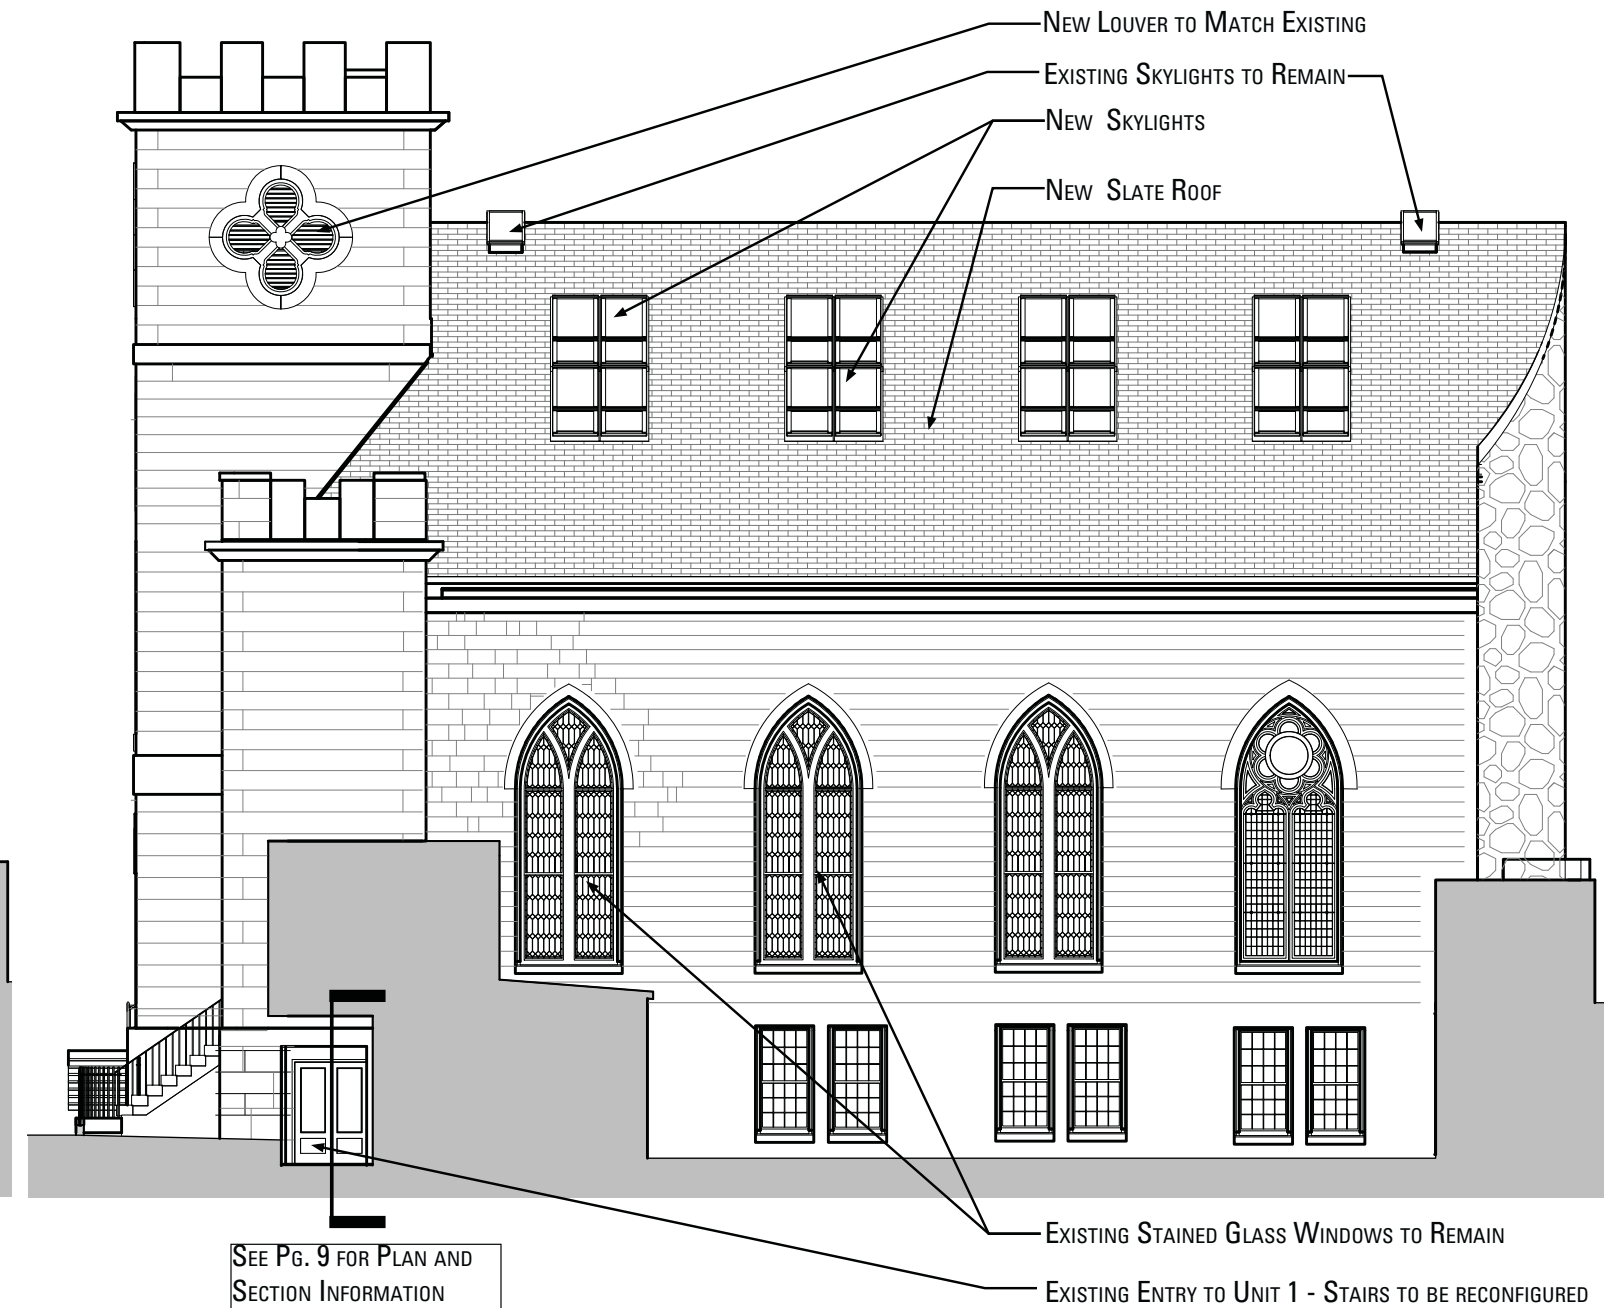 New Louver to Match Existing
Existing Skylights to Remain
New Skylights
New Slate Roof
Existing Stained Glass Windows to Remain
See Pg. 9 for Plan and
Section Information
Existing Entry to Unit 1 - Stairs to be reconfigured